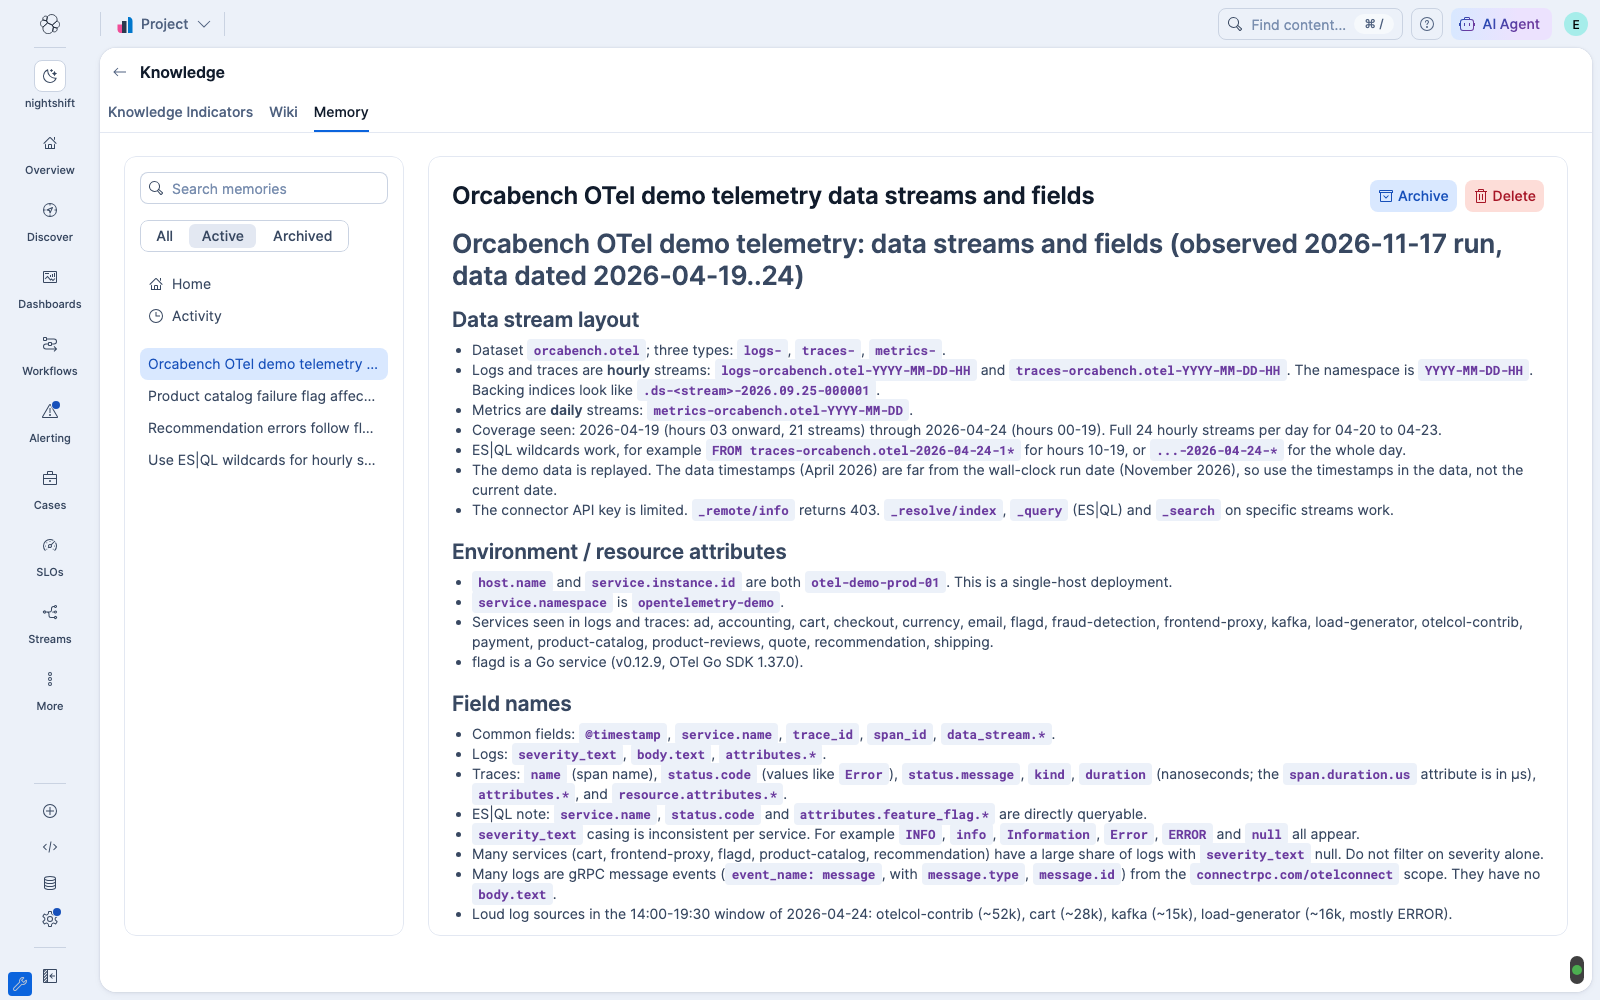 Project
Find content...
⌘ /
AI Agent
E
nightshift
Overview
Discover
Dashboards
Workflows
Alerting
Cases
SLOs
Streams
More
Knowledge
Knowledge Indicators
Wiki
Memory
Search memories
All
Active
Archived
Home
Activity
Orcabench OTel demo telemetry ...
Product catalog failure flag affec...
Recommendation errors follow fl...
Use ES|QL wildcards for hourly s...
Orcabench OTel demo telemetry data streams and fields
Archive
Delete
Orcabench OTel demo telemetry: data streams and fields (observed 2026-11-17 run,
data dated 2026-04-19..24)
Data stream layout
• Dataset orcabench.otel; three types: logs-, traces-, metrics-.
• Logs and traces are hourly streams: logs-orcabench.otel-YYYY-MM-DD-HH and traces-orcabench.otel-YYYY-MM-DD-HH. The namespace is YYYY-MM-DD-HH.
Backing indices look like .ds-<stream>-2026.09.25-000001.
• Metrics are daily streams: metrics-orcabench.otel-YYYY-MM-DD.
• Coverage seen: 2026-04-19 (hours 03 onward, 21 streams) through 2026-04-24 (hours 00-19). Full 24 hourly streams per day for 04-20 to 04-23.
• ES|QL wildcards work, for example FROM traces-orcabench.otel-2026-04-24-1* for hours 10-19, or ...-2026-04-24-* for the whole day.
• The demo data is replayed. The data timestamps (April 2026) are far from the wall-clock run date (November 2026), so use the timestamps in the data, not the
current date.
• The connector API key is limited. _remote/info returns 403. _resolve/index, _query (ES|QL) and _search on specific streams work.
Environment / resource attributes
• host.name and service.instance.id are both otel-demo-prod-01. This is a single-host deployment.
• service.namespace is opentelemetry-demo.
• Services seen in logs and traces: ad, accounting, cart, checkout, currency, email, flagd, fraud-detection, frontend-proxy, kafka, load-generator, otelcol-contrib,
payment, product-catalog, product-reviews, quote, recommendation, shipping.
• flagd is a Go service (v0.12.9, OTel Go SDK 1.37.0).
Field names
• Common fields: @timestamp, service.name, trace_id, span_id, data_stream.*.
• Logs: severity_text, body.text, attributes.*.
• Traces: name (span name), status.code (values like Error), status.message, kind, duration (nanoseconds; the span.duration.us attribute is in µs),
attributes.*, and resource.attributes.*.
• ES|QL note: service.name, status.code and attributes.feature_flag.* are directly queryable.
• severity_text casing is inconsistent per service. For example INFO, info, Information, Error, ERROR and null all appear.
• Many services (cart, frontend-proxy, flagd, product-catalog, recommendation) have a large share of logs with severity_text null. Do not filter on severity alone.
• Many logs are gRPC message events (event_name: message, with message.type, message.id) from the connectrpc.com/otelconnect scope. They have no
body.text.
• Loud log sources in the 14:00-19:30 window of 2026-04-24: otelcol-contrib (~52k), cart (~28k), kafka (~15k), load-generator (~16k, mostly ERROR).